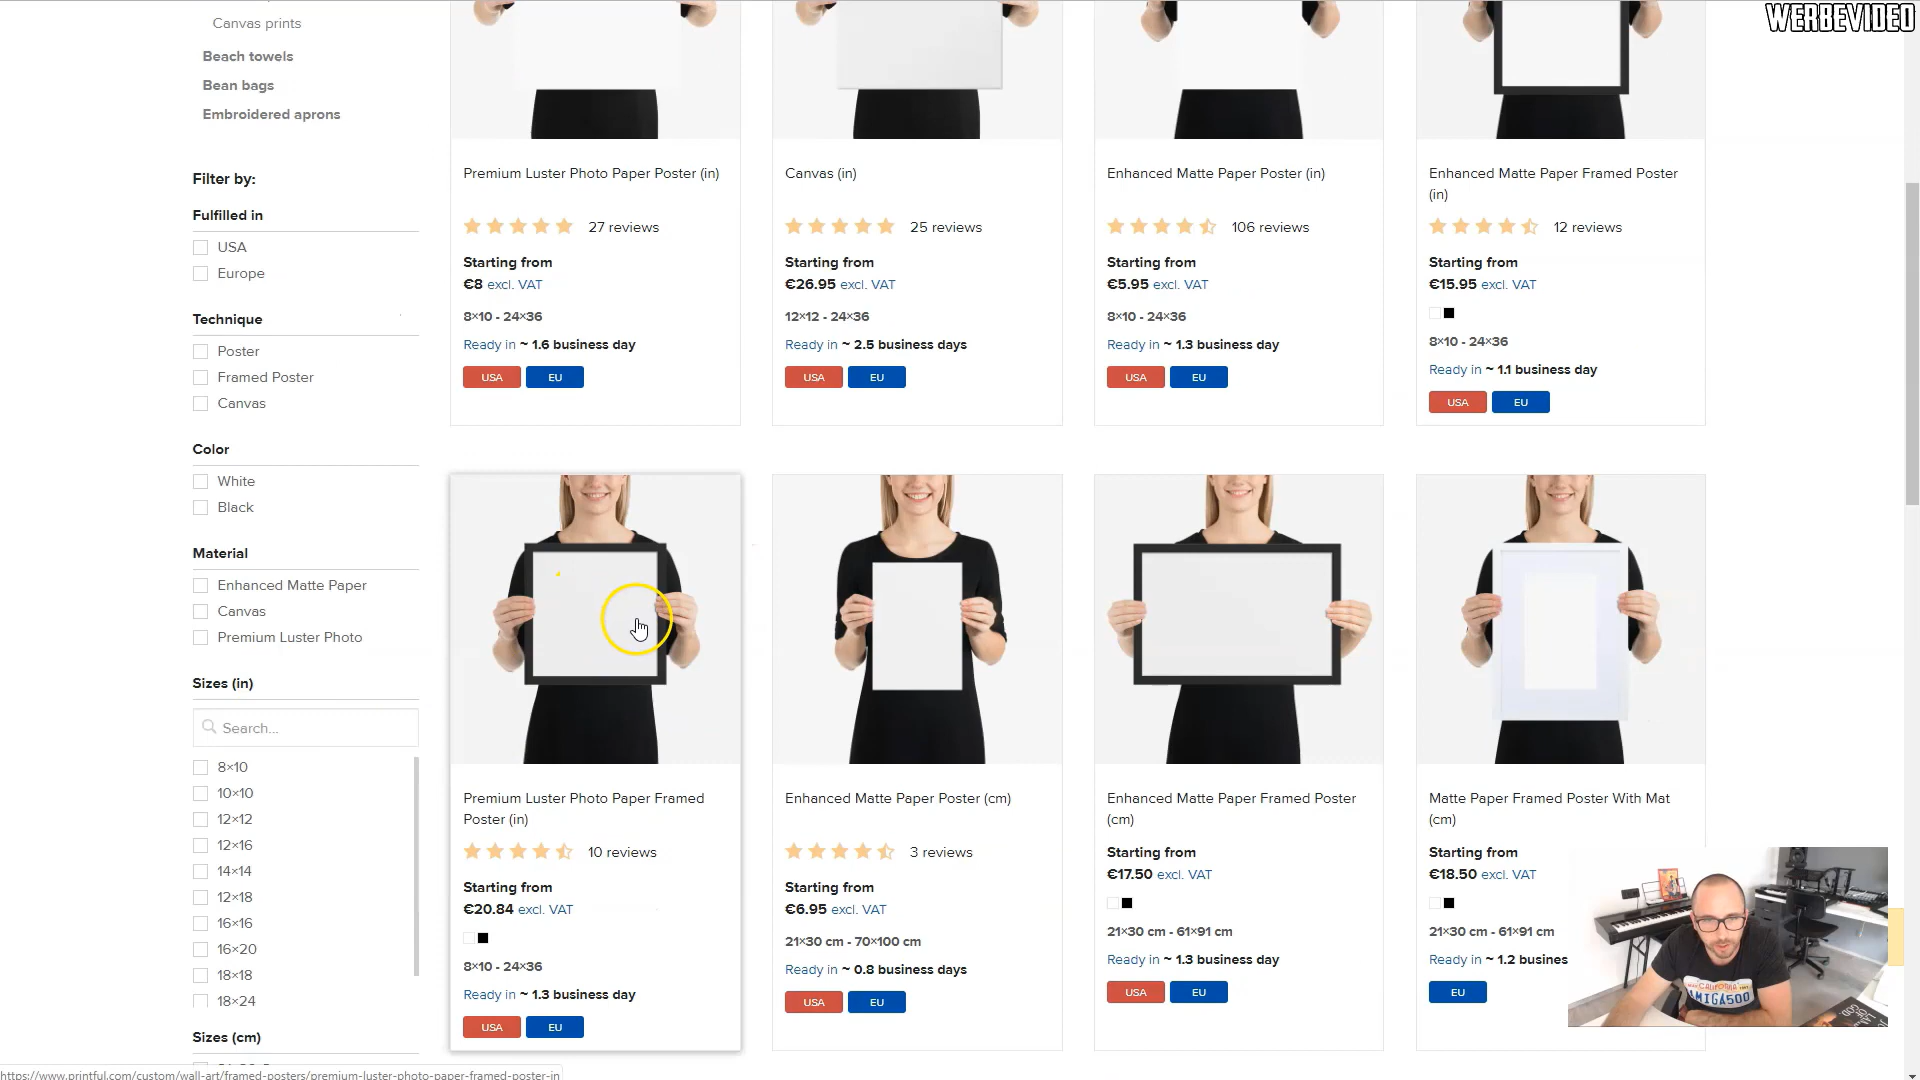 WERBEVIDEO
Canvas prints
Beach towels
Bean bags
Embroidered aprons
Filter by:
Fulfilled in
USA
Europe
Technique
Poster
Framed Poster
Canvas
Color
White
Black
Material
Enhanced Matte Paper
Canvas
Premium Luster Photo
Sizes (in)
Search...
8×10
10×10
12×12
12×16
14×14
12×18
16×16
16×20
18×18
18×24
Sizes (cm)
Premium Luster Photo Paper Poster (in)
27 reviews
Starting from
€8 excl. VAT
8×10 - 24×36
Ready in ~ 1.6 business day
USA EU
Canvas (in)
25 reviews
Starting from
€26.95 excl. VAT
12×12 - 24×36
Ready in ~ 2.5 business days
USA EU
Enhanced Matte Paper Poster (in)
106 reviews
Starting from
€5.95 excl. VAT
8×10 - 24×36
Ready in ~ 1.3 business day
USA EU
Enhanced Matte Paper Framed Poster
(in)
12 reviews
Starting from
€15.95 excl. VAT
8×10 - 24×36
Ready in ~ 1.1 business day
USA EU
Premium Luster Photo Paper Framed
Poster (in)
10 reviews
Starting from
€20.84 excl. VAT
8×10 - 24×36
Ready in ~ 1.3 business day
USA EU
Enhanced Matte Paper Poster (cm)
3 reviews
Starting from
€6.95 excl. VAT
21×30 cm - 70×100 cm
Ready in ~ 0.8 business days
USA EU
Enhanced Matte Paper Framed Poster
(cm)
Starting from
€17.50 excl. VAT
21×30 cm - 61×91 cm
Ready in ~ 1.3 business day
USA EU
Matte Paper Framed Poster With Mat
(cm)
Starting from
€18.50 excl. VAT
21×30 cm - 61×91 cm
Ready in ~ 1.2 busines
EU
CALIFORNIA
AMIGA500
https://www.printful.com/custom/wall-art/framed-posters/premium-luster-photo-paper-framed-poster-in